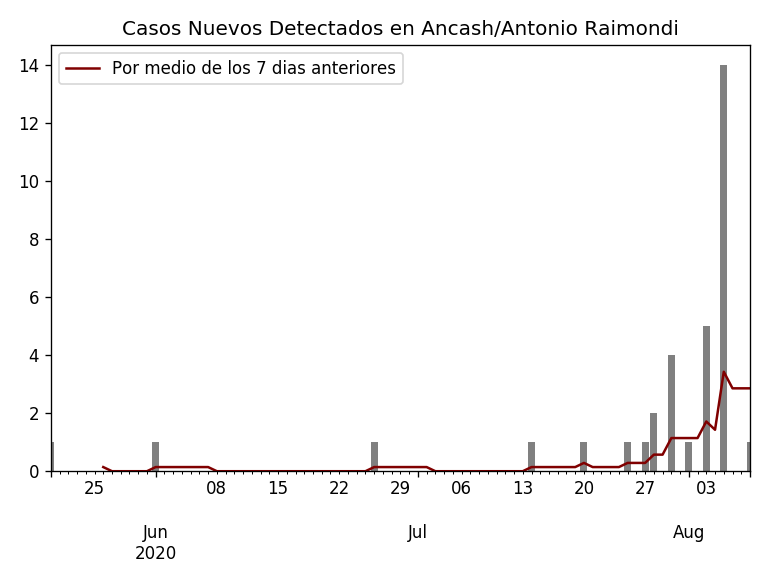 Casos Nuevos Detectados en Ancash/Antonio Raimondi
Por medio de los 7 dias anteriores
14
12
10
8
6
4
2
0
25 08 15 22 29 06 13 20 27 03
Jun Jul Aug
2020